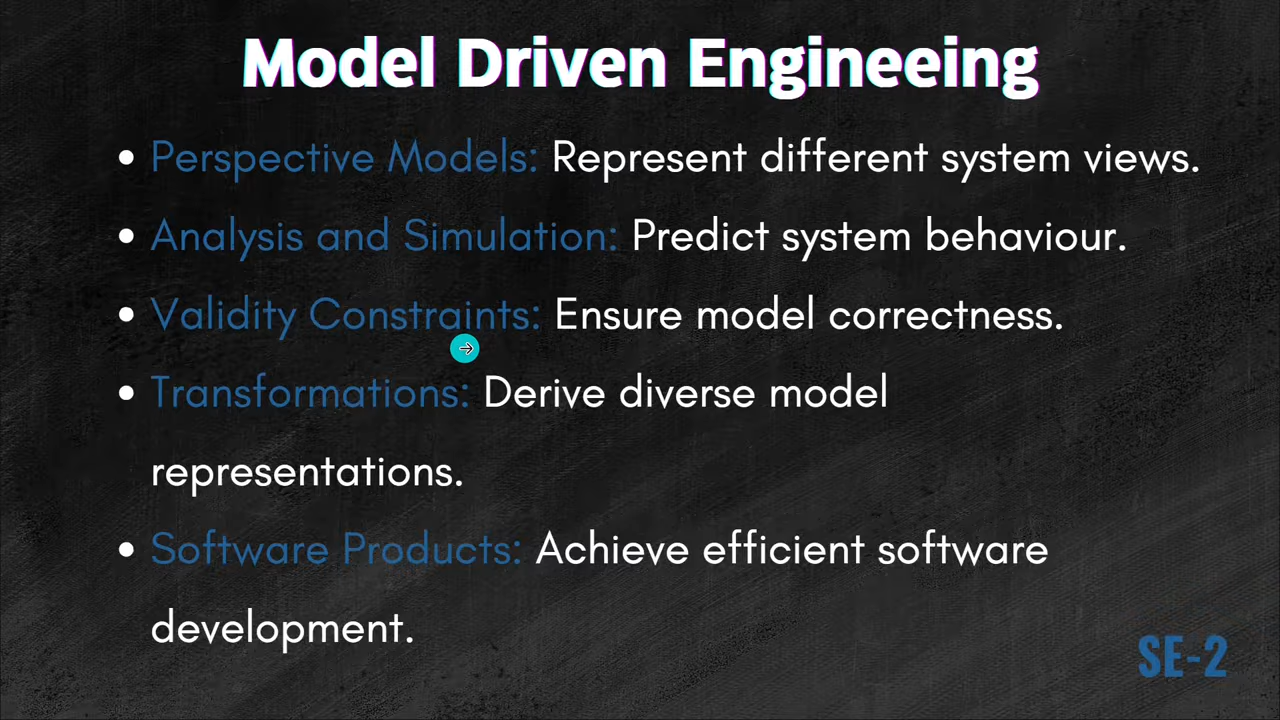 Model Driven Engineeing
• Perspective Models: Represent different system views.
• Analysis and Simulation: Predict system behaviour.
• Validity Constraints: Ensure model correctness.
• Transformations: Derive diverse model
representations.
• Software Products: Achieve efficient software
development.
SE-2